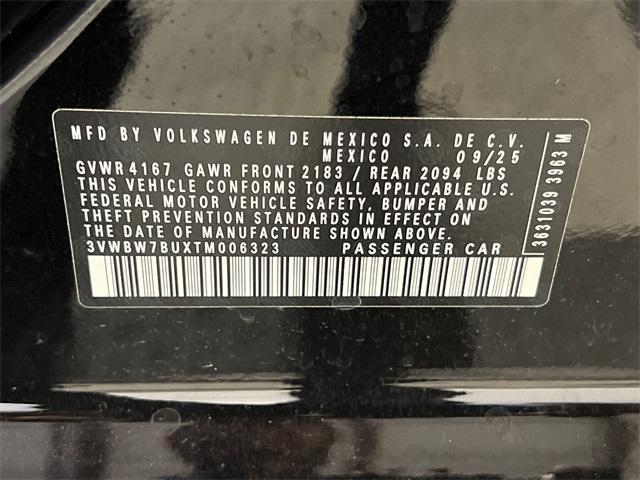 MFD BY VOLKSWAGEN DE MEXICO S.A. DE C.V.
MEXICO 09/25
GVWR 4167 GAWR FRONT 2183 / REAR 2094 LBS
THIS VEHICLE CONFORMS TO ALL APPLICABLE U.S.
FEDERAL MOTOR VEHICLE SAFETY, BUMPER AND
THEFT PREVENTION STANDARDS IN EFFECT ON
THE DATE OF MANUFACTURE SHOWN ABOVE.
3VWBW7BUXTM006323 PASSENGER CAR
3631039 3963 M